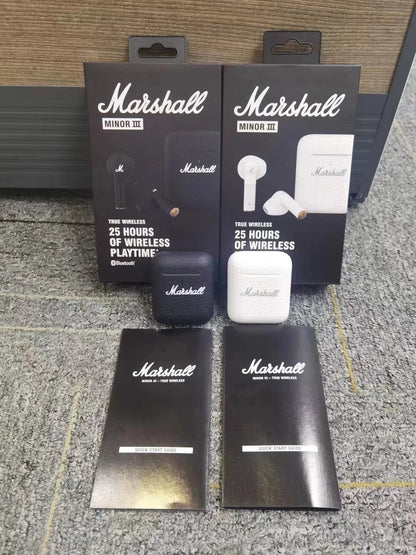 Marshall
MINOR III
M
Marshall
TRUE WIRELESS
25 HOURS
OF WIRELESS
PLAYTIME
Bluetooth
Marshall
MINOR III
Marshall
TRUE WIRELESS
25 HOURS
OF WIRELESS
Marshall
Marshall
Marshall
MINOR III - TRUE WIRELESS
QUICK START GUIDE
Marshall
MINOR III - TRUE WIRELESS
QUICK START GUIDE